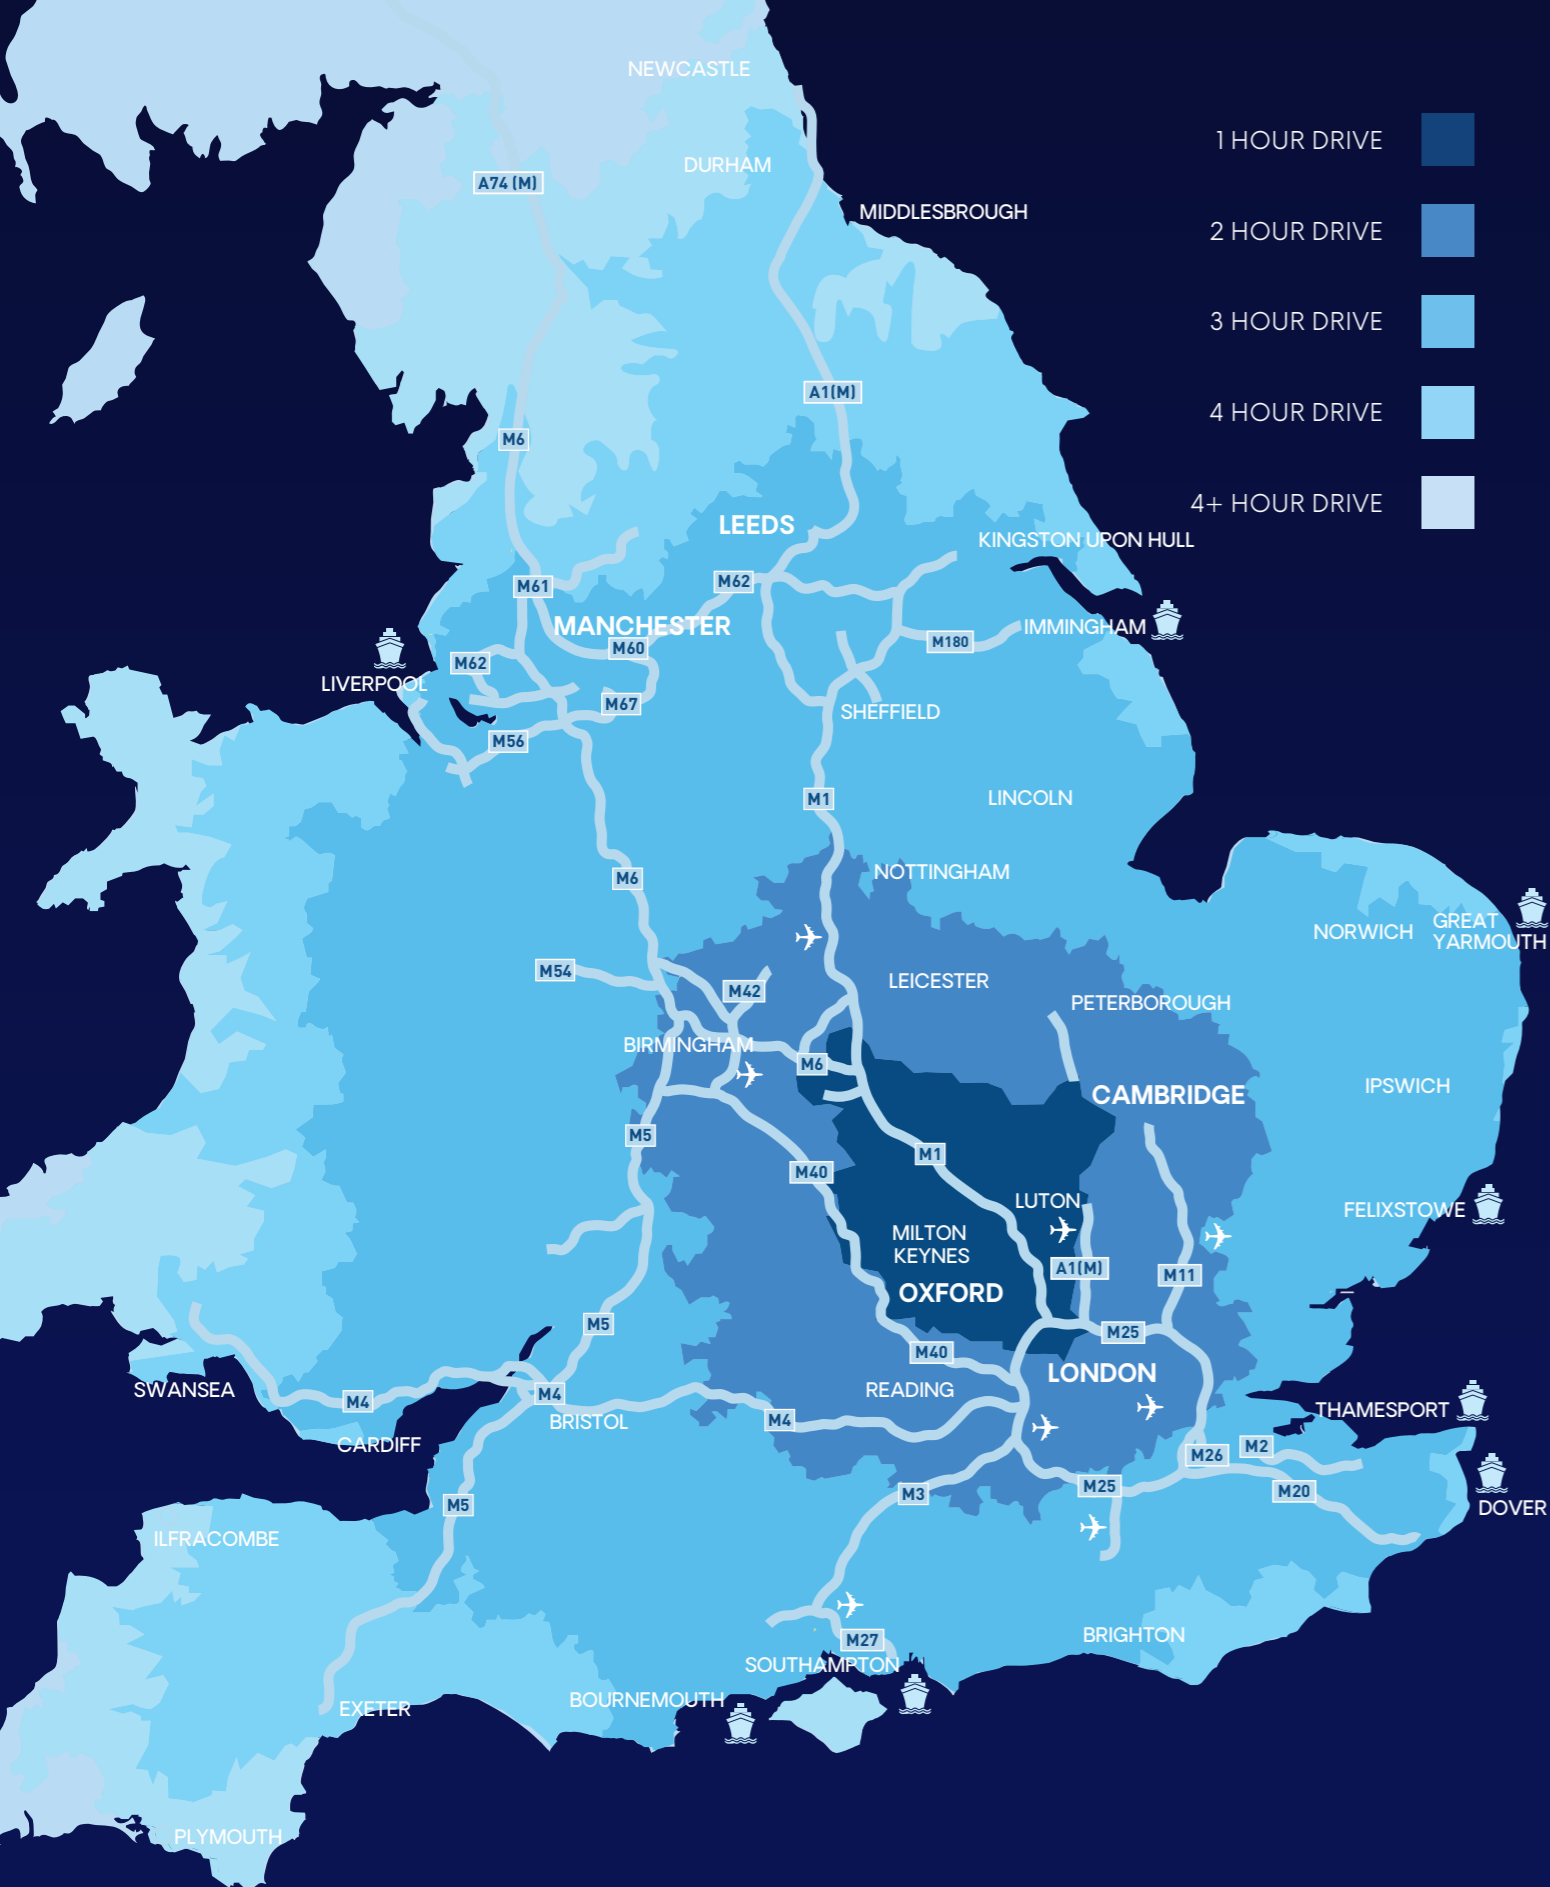 NEWCASTLE
1 HOUR DRIVE
DURHAM
A74 (M)
MIDDLESBROUGH
2 HOUR DRIVE
3 HOUR DRIVE
A1(M)
4 HOUR DRIVE
M6
4+ HOUR DRIVE
LEEDS
KINGSTON UPON HULL
M61
M62
MANCHESTER
IMMINGHAM
M60
M180
M62
LIVERPOOL
M67
SHEFFIELD
M56
M1
LINCOLN
M6
NOTTINGHAM
NORWICH
GREAT
YARMOUTH
M54
M42
LEICESTER
PETERBOROUGH
BIRMINGHAM
M6
IPSWICH
CAMBRIDGE
M5
M1
M40
LUTON
FELIXSTOWE
MILTON
KEYNES
A1(M)
M11
OXFORD
M5
M25
M40
LONDON
SWANSEA
M4
M4
READING
THAMESPORT
BRISTOL
M4
CARDIFF
M26
M2
M5
M3
M25
M20
DOVER
ILFRACOMBE
M27
BRIGHTON
SOUTHAMPTON
BOURNEMOUTH
EXETER
PLYMOUTH